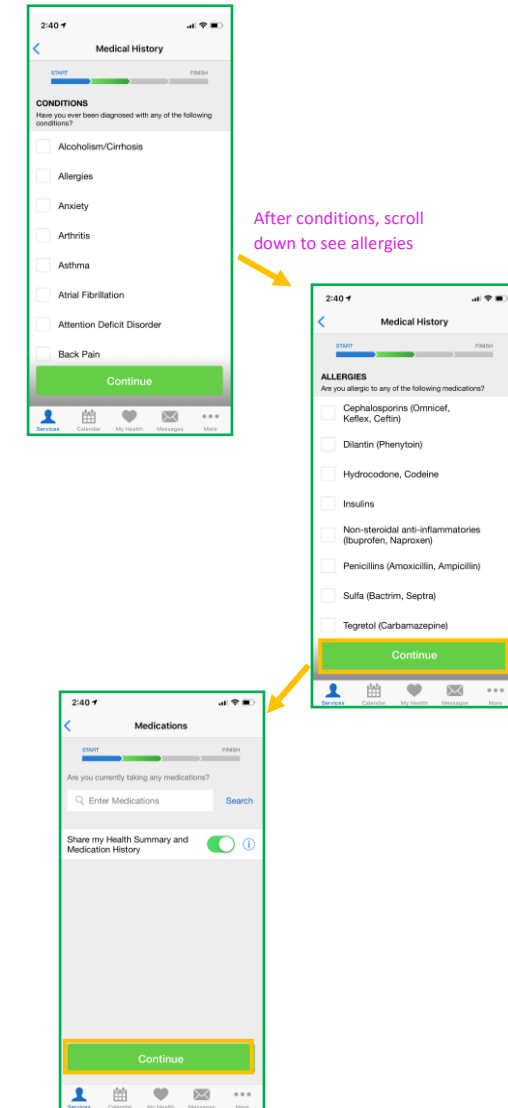 2:40
Medical History
START
FINISH
CONDITIONS
Have you ever been diagnosed with any of the following
conditions?
Alcoholism/Cirrhosis
Allergies
Anxiety
Arthritis
Asthma
Atrial Fibrillation
Attention Deficit Disorder
Back Pain
Continue
Services
Calendar
My Health
Messages
More
After conditions, scroll
down to see allergies
2:40
Medical History
START
FINISH
ALLERGIES
Are you allergic to any of the following medications?
Cephalosporins (Omnicef,
Keflex, Ceftin)
Dilantin (Phenytoin)
Hydrocodone, Codeine
Insulins
Non-steroidal anti-inflammatories
(Ibuprofen, Naproxen)
Penicillins (Amoxicillin, Ampicillin)
Sulfa (Bactrim, Septra)
Tegretol (Carbamazepine)
Continue
Services
Calendar
My Health
Messages
More
2:40
Medications
START
FINISH
Are you currently taking any medications?
Enter Medications
Search
Share my Health Summary and
Medication History
Continue
Services
Calendar
My Health
Messages
More